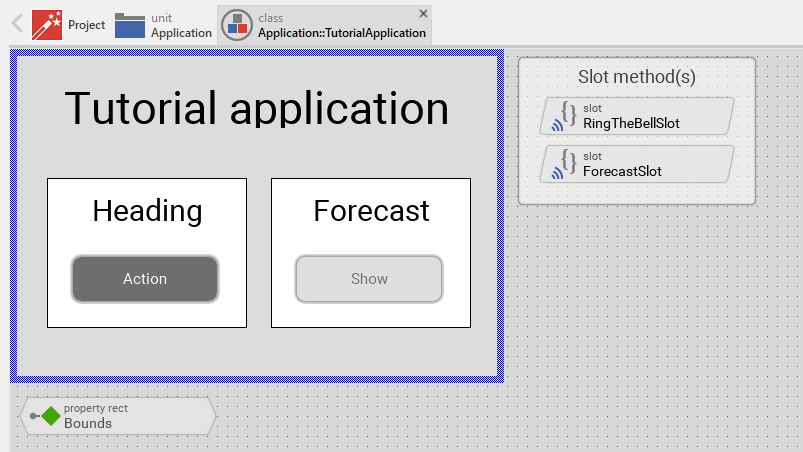 Project
unit
Application
class
Application::TutorialApplication
Tutorial application
Heading
Action
Forecast
Show
Slot method(s)
slot
RingTheBellSlot
slot
ForecastSlot
property rect
Bounds